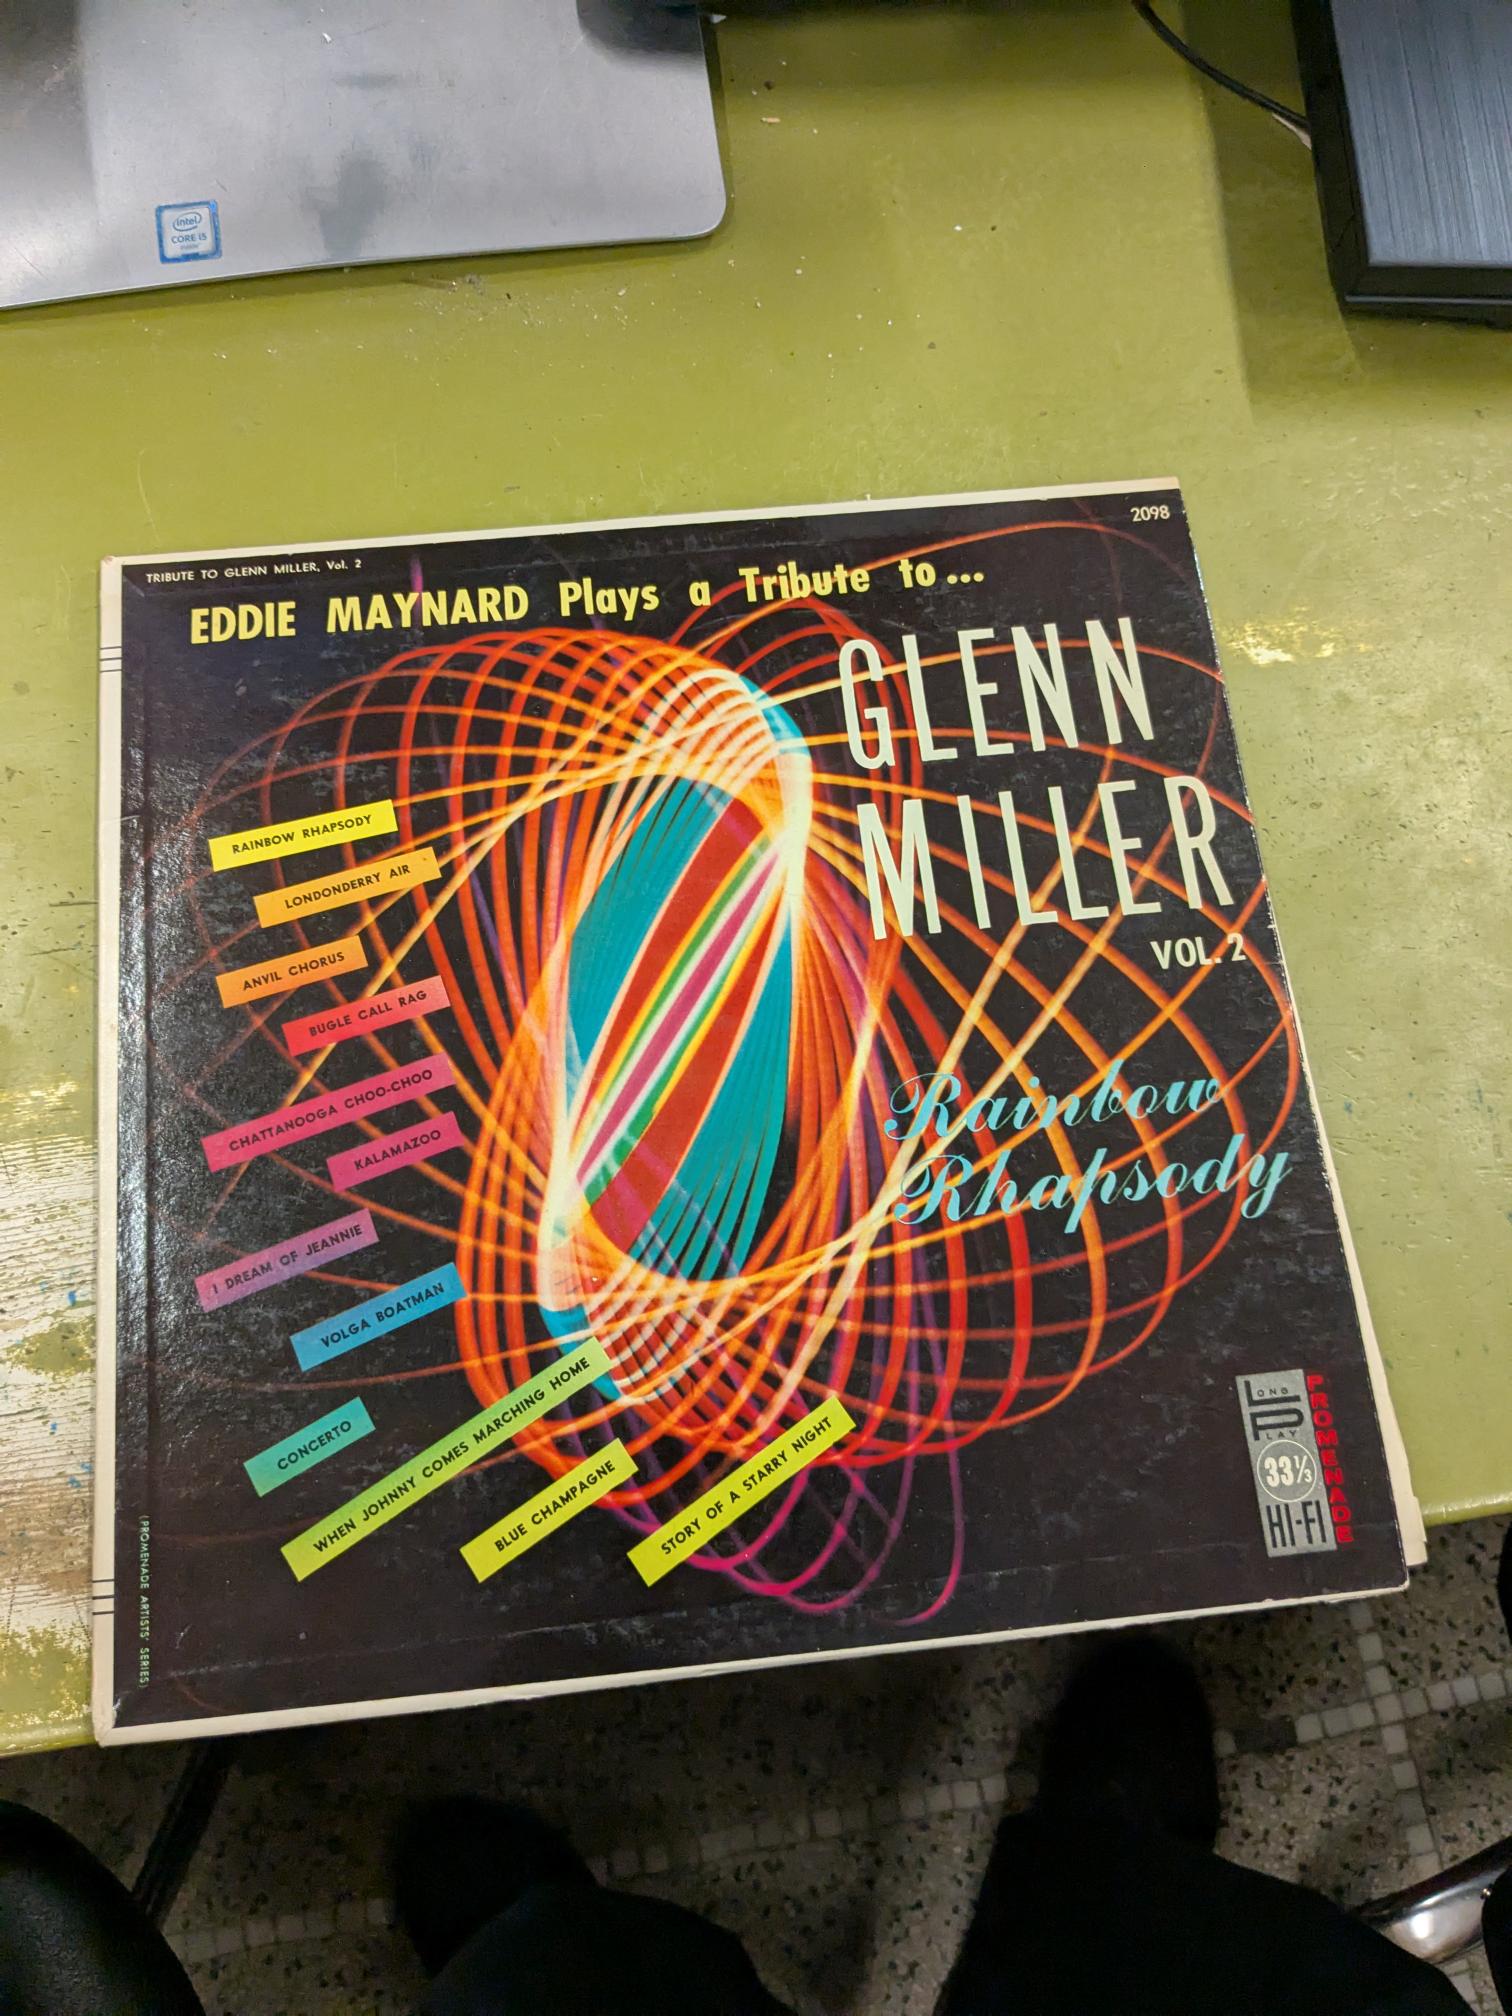 intel
CORE i5
2098
TRIBUTE TO GLENN MILLER, Vol. 2
EDDIE MAYNARD Plays a Tribute to...
GLENN
MILLER
VOL. 2
Rainbow
Rhapsody
RAINBOW RHAPSODY
LONDONDERRY AIR
ANVIL CHORUS
BUGLE CALL RAG
CHATTANOOGA CHOO-CHOO
KALAMAZOO
I DREAM OF JEANNIE
VOLGA BOATMAN
CONCERTO
WHEN JOHNNY COMES MARCHING HOME
BLUE CHAMPAGNE
STORY OF A STARRY NIGHT
LONG
PLAY
33⅓
HI-FI
PROMENADE
(PROMENADE ARTISTS' SERIES)